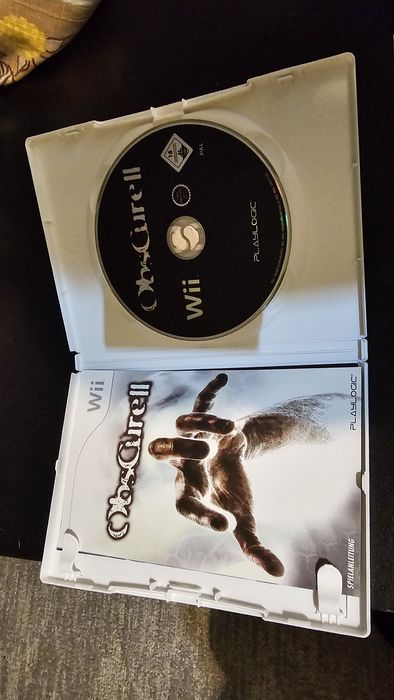 ObsCure II
Wii
PLAYLOGIC
PAL
Wii
ObsCure II
PLAYLOGIC
SPIELANLEITUNG